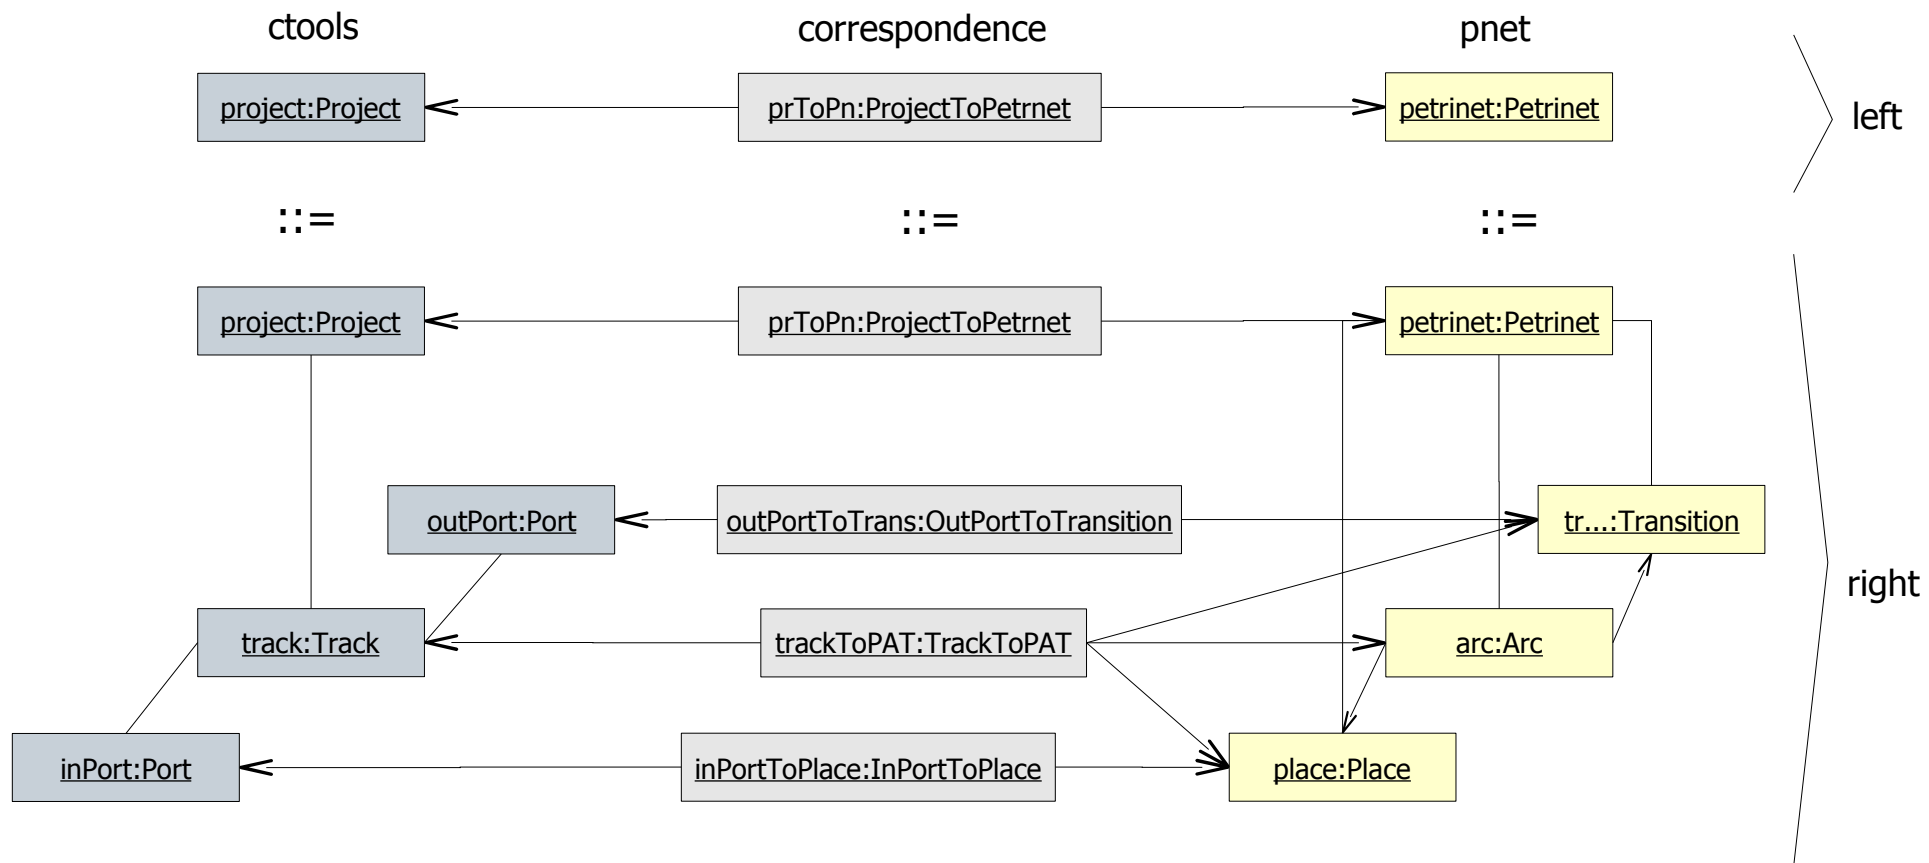 ctools correspondence pnet
project:Project prToPn:ProjectToPetrnet petrinet:Petrinet
left
::= ::= ::=
project:Project prToPn:ProjectToPetrnet petrinet:Petrinet
outPort:Port outPortToTrans:OutPortToTransition tr...:Transition
right
track:Track trackToPAT:TrackToPAT arc:Arc
inPort:Port inPortToPlace:InPortToPlace place:Place